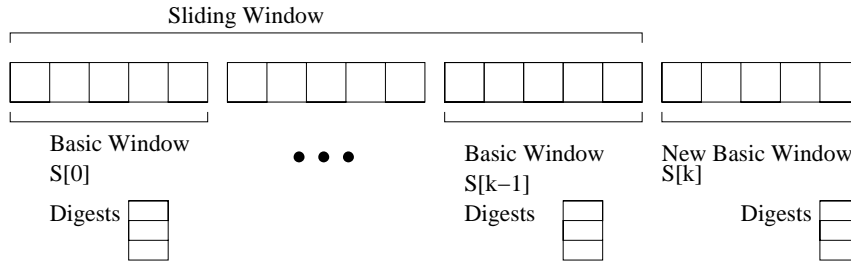 Sliding Window
Basic Window
S[0]
Digests
Basic Window
S[k−1]
Digests
New Basic Window
S[k]
Digests